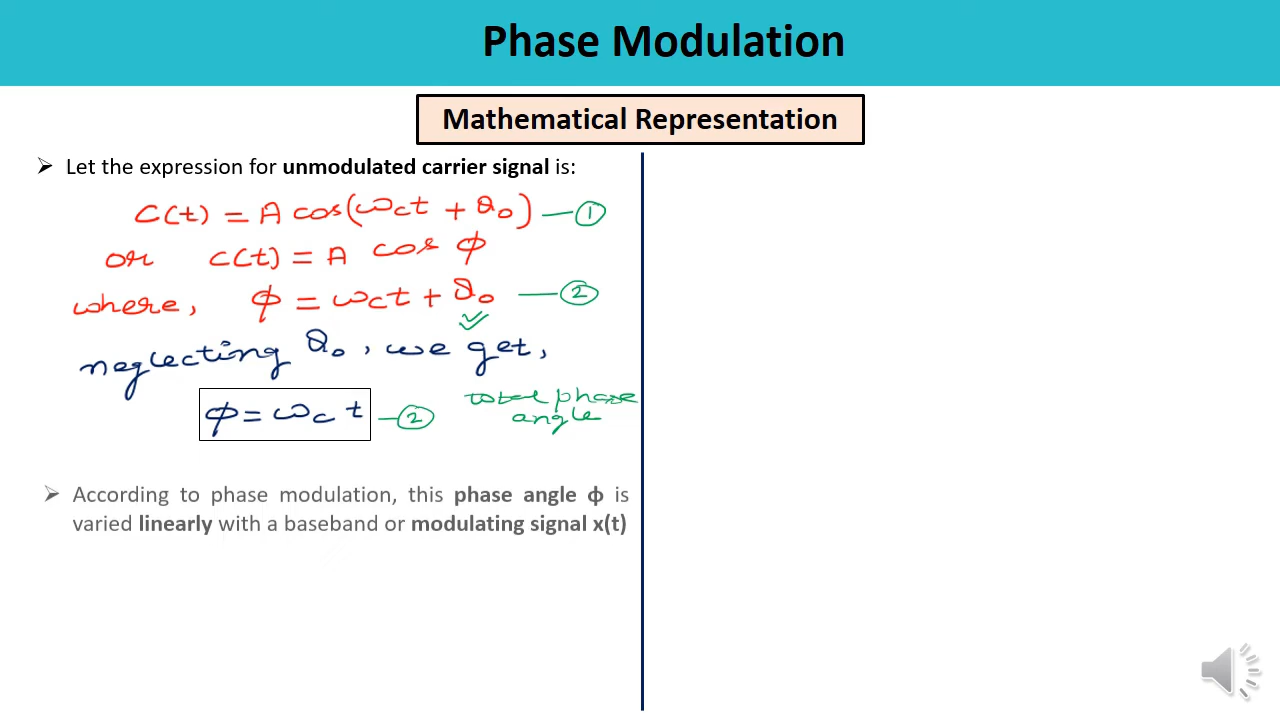 Phase Modulation
Mathematical Representation
➢ Let the expression for unmodulated carrier signal is:
c(t) = A cos(ωct + θ0) — ①
or c(t) = A cos ϕ
where, ϕ = ωct + θ0 — ②
neglecting θ0, we get,
ϕ = ωc t — ②
total phase
angle
➢ According to phase modulation, this phase angle ϕ is
varied linearly with a baseband or modulating signal x(t)